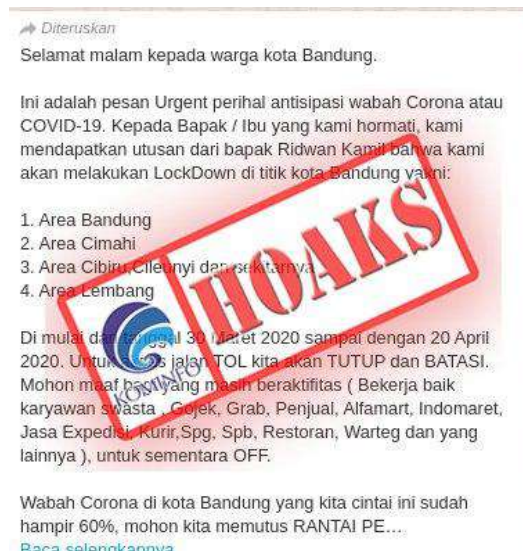 Diteruskan
Selamat malam kepada warga kota Bandung.
Ini adalah pesan Urgent perihal antisipasi wabah Corona atau
COVID-19. Kepada Bapak / Ibu yang kami hormati, kami
mendapatkan utusan dari bapak Ridwan Kamil bahwa kami
akan melakukan LockDown di titik kota Bandung yakni:
1. Area Bandung
2. Area Cimahi
3. Area Cibiru,Cileunyi dan sekitarnya
4. Area Lembang
HOAKS
KOMINFO
Di mulai dari tanggal 30 Maret 2020 sampai dengan 20 April
2020. Untuk jalan TOL kita akan TUTUP dan BATASI.
Mohon maaf yang masih beraktifitas ( Bekerja baik
karyawan swasta , Gojek, Grab, Penjual, Alfamart, Indomaret,
Jasa Expedisi, Kurir,Spg, Spb, Restoran, Warteg dan yang
lainnya ), untuk sementara OFF.
Wabah Corona di kota Bandung yang kita cintai ini sudah
hampir 60%, mohon kita memutus RANTAI PE…
Baca selengkapnya